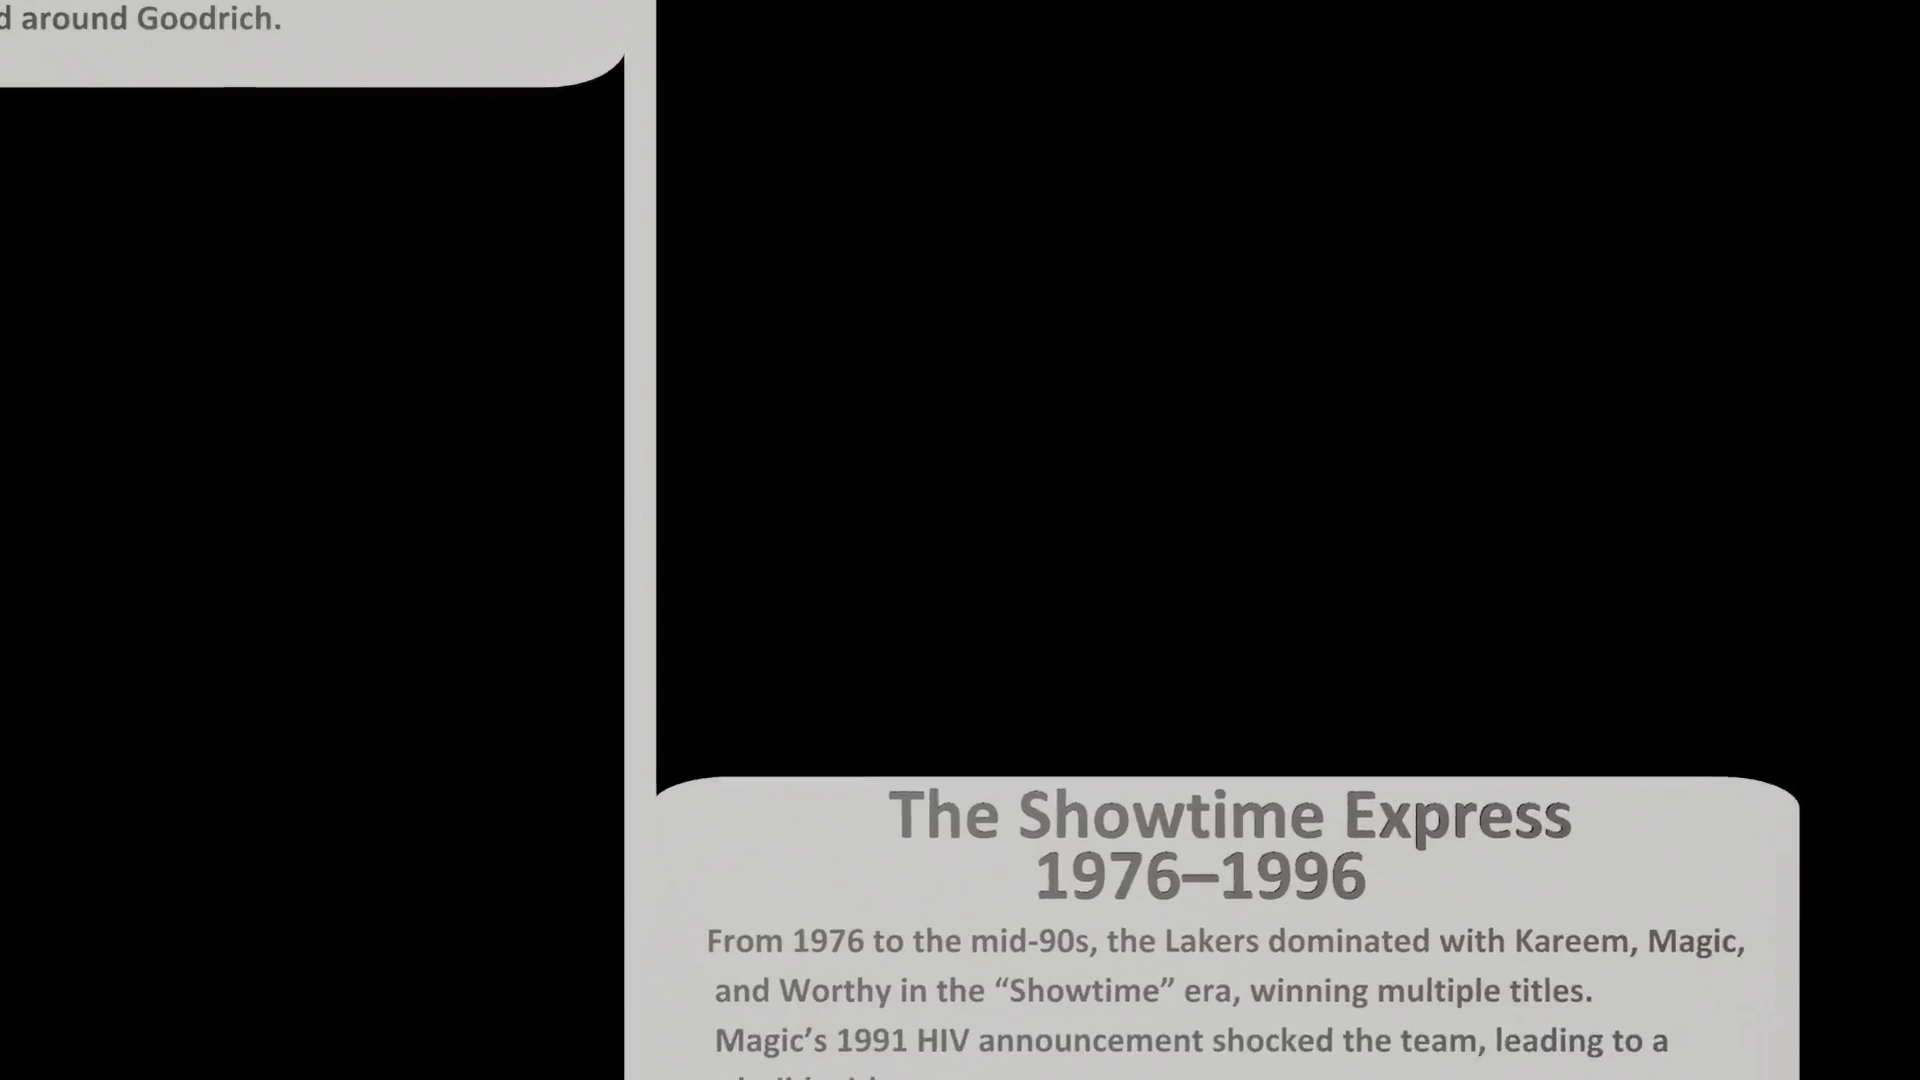 d around Goodrich.
The Showtime Express
1976–1996
From 1976 to the mid-90s, the Lakers dominated with Kareem, Magic,
and Worthy in the “Showtime” era, winning multiple titles.
Magic’s 1991 HIV announcement shocked the team, leading to a